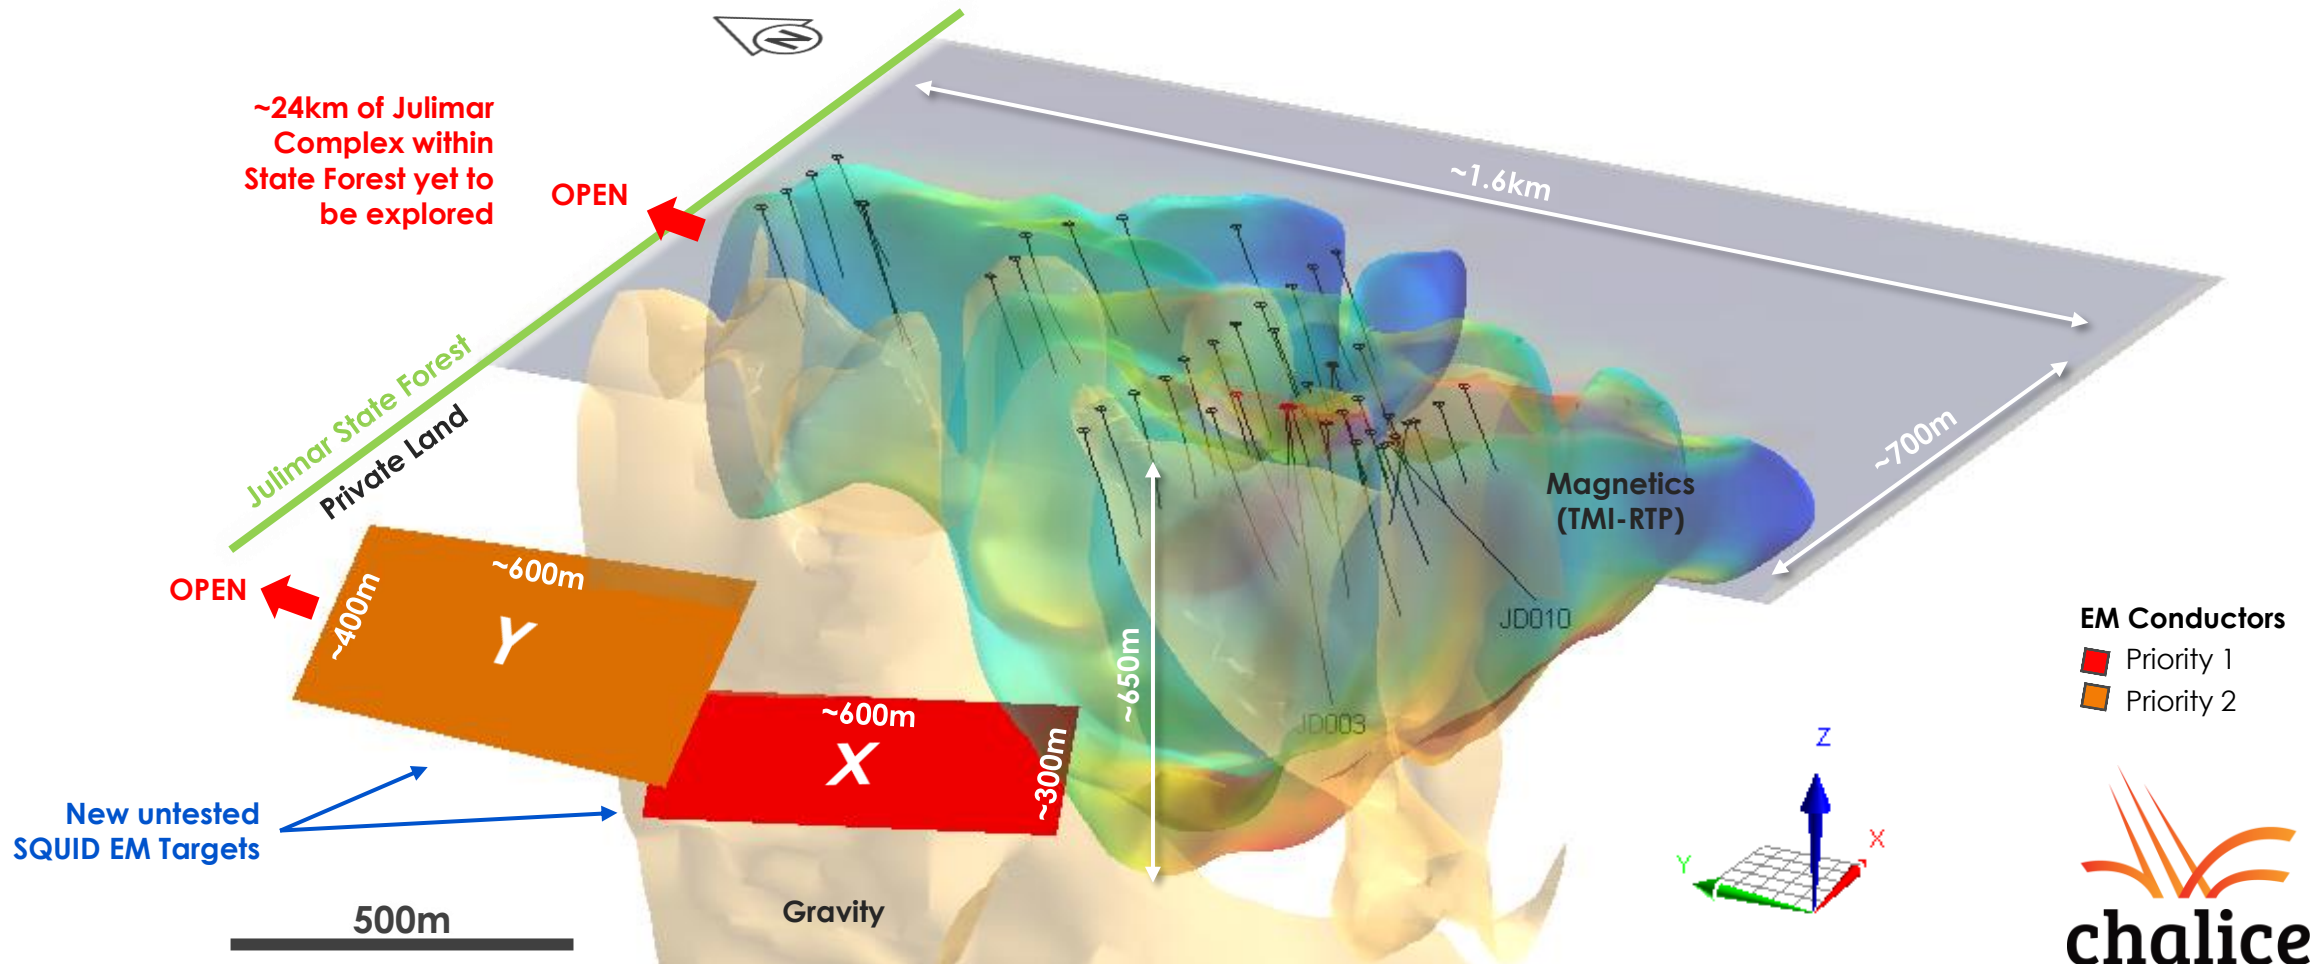 N
~24km of Julimar
Complex within
State Forest yet to
be explored
OPEN
~1.6km
Julimar State Forest
Private Land
~700m
Magnetics
(TMI-RTP)
OPEN
~400m
~600m
Y
~650m
JD010
JD003
EM Conductors
Priority 1
Priority 2
~600m
X
~300m
New untested
SQUID EM Targets
Gravity
500m
Z
X
Y
chalice